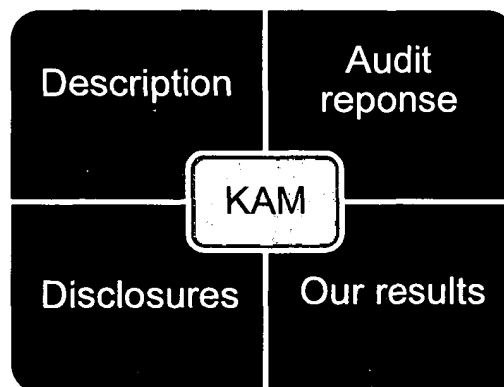 Description
Audit
reponse
KAM
Disclosures
Our results